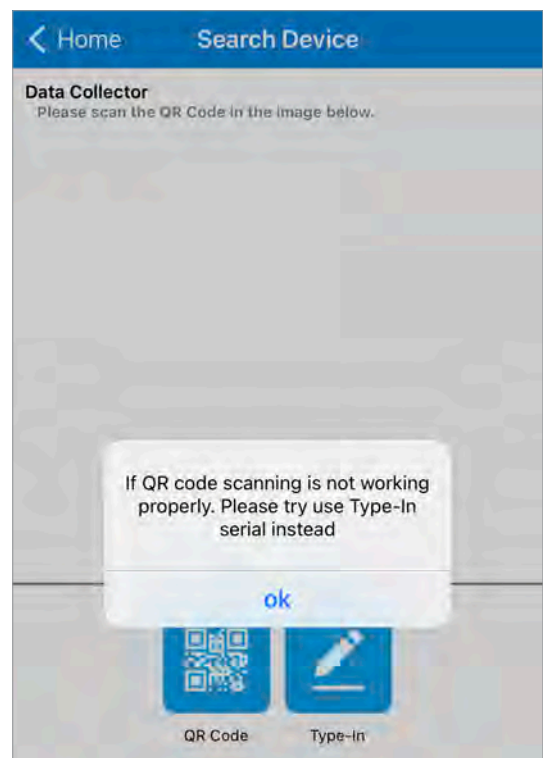 Home Search Device
Data Collector
Please scan the QR Code in the image below.
If QR code scanning is not working
properly. Please try use Type-In
serial instead
ok
QR Code Type-In